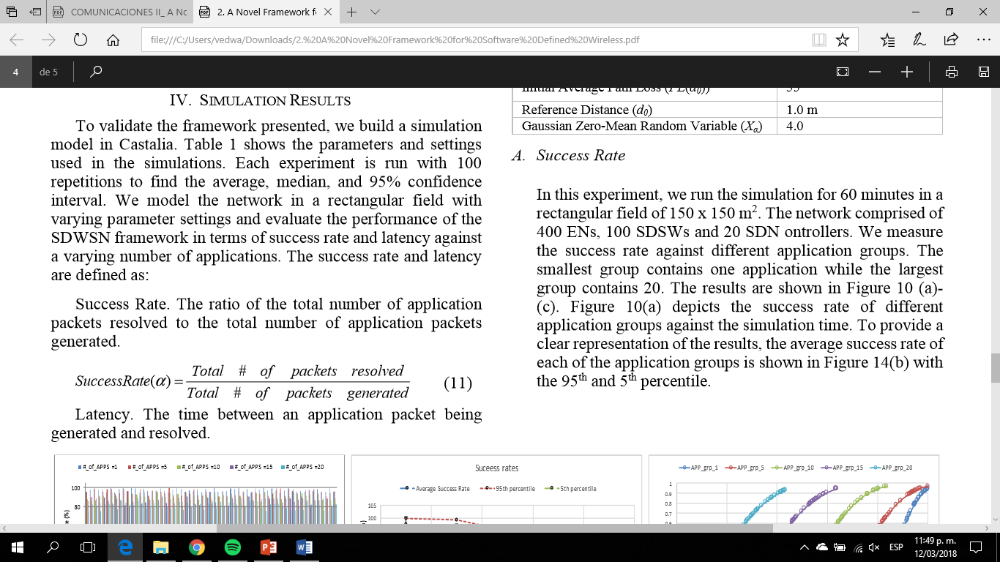 COMUNICACIONES II_ A No
2. A Novel Framework f
file:///C:/Users/vedwa/Downloads/2.%20A%20Novel%20Framework%20for%20Software%20Defined%20Wireless.pdf
4 de 5
IV. SIMULATION RESULTS
To validate the framework presented, we build a simulation
model in Castalia. Table 1 shows the parameters and settings
used in the simulations. Each experiment is run with 100
repetitions to find the average, median, and 95% confidence
interval. We model the network in a rectangular field with
varying parameter settings and evaluate the performance of the
SDWSN framework in terms of success rate and latency against
a varying number of applications. The success rate and latency
are defined as:
Success Rate. The ratio of the total number of application
packets resolved to the total number of application packets
generated.
SuccessRate(α) = Total # of packets resolved / Total # of packets generated (11)
Latency. The time between an application packet being
generated and resolved.
Initial Average Path Loss (PL(d₀)) 55
Reference Distance (d₀) 1.0 m
Gaussian Zero-Mean Random Variable (Xσ) 4.0
A. Success Rate
In this experiment, we run the simulation for 60 minutes in a
rectangular field of 150 x 150 m². The network comprised of
400 ENs, 100 SDSWs and 20 SDN ontrollers. We measure
the success rate against different application groups. The
smallest group contains one application while the largest
group contains 20. The results are shown in Figure 10 (a)-
(c). Figure 10(a) depicts the success rate of different
application groups against the simulation time. To provide a
clear representation of the results, the average success rate of
each of the application groups is shown in Figure 14(b) with
the 95th and 5th percentile.
#_of_APPS =1 #_of_APPS =5 #_of_APPS =10 #_of_APPS =15 #_of_APPS =20
100
80
(%)
Suceess rates
Average Success Rate 95th percentile 5th percentile
105
100
APP_grp_1 APP_grp_5 APP_grp_10 APP_grp_15 APP_grp_20
1
0.9
0.8
0.7
0.6
ESP
11:49 p. m.
12/03/2018